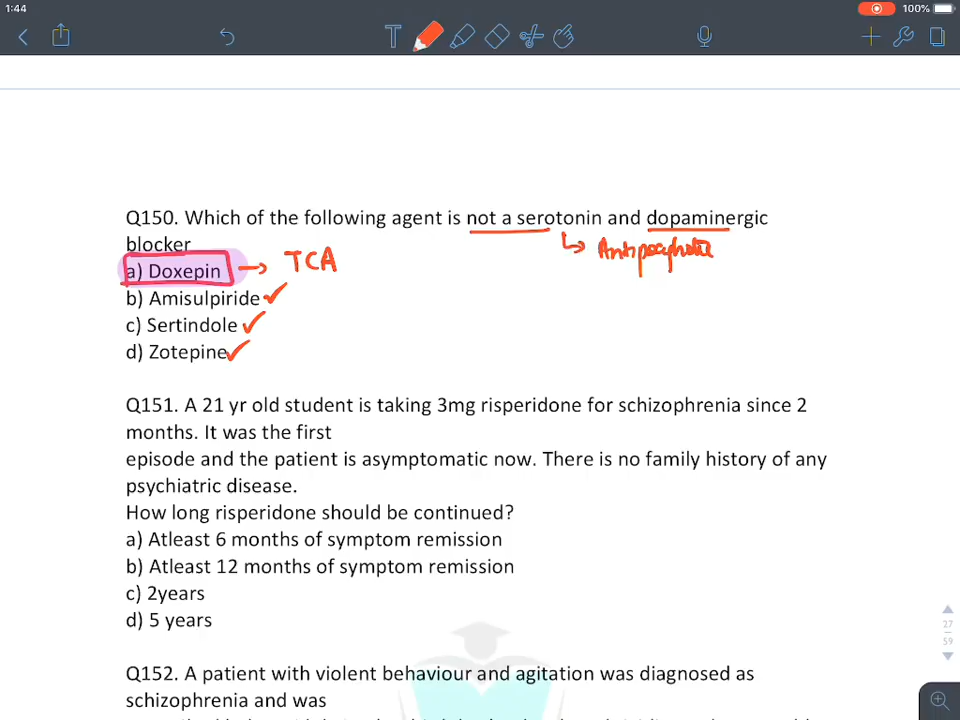 1:44
100%
T
Q150. Which of the following agent is not a serotonin and dopaminergic
blocker
Antipsychotic
a) Doxepin → TCA
b) Amisulpiride ✓
c) Sertindole ✓
d) Zotepine ✓
Q151. A 21 yr old student is taking 3mg risperidone for schizophrenia since 2
months. It was the first
episode and the patient is asymptomatic now. There is no family history of any
psychiatric disease.
How long risperidone should be continued?
a) Atleast 6 months of symptom remission
b) Atleast 12 months of symptom remission
c) 2years
d) 5 years
27
59
Q152. A patient with violent behaviour and agitation was diagnosed as
schizophrenia and was